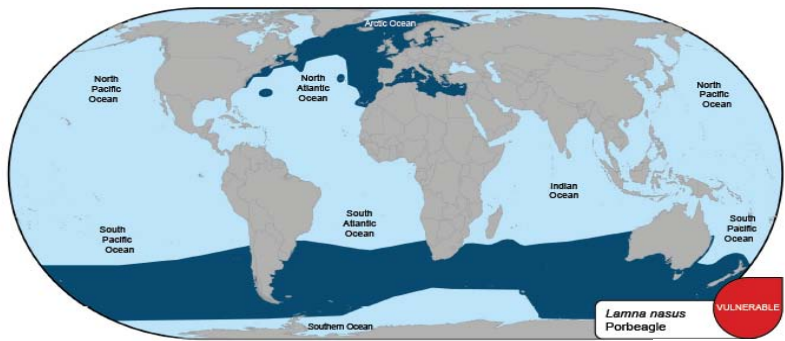 Arctic Ocean
North
Pacific
Ocean
North
Atlantic
Ocean
North
Pacific
Ocean
Indian
Ocean
South
Pacific
Ocean
South
Atlantic
Ocean
South
Pacific
Ocean
Southern Ocean
Lamna nasus
Porbeagle
VULNERABLE